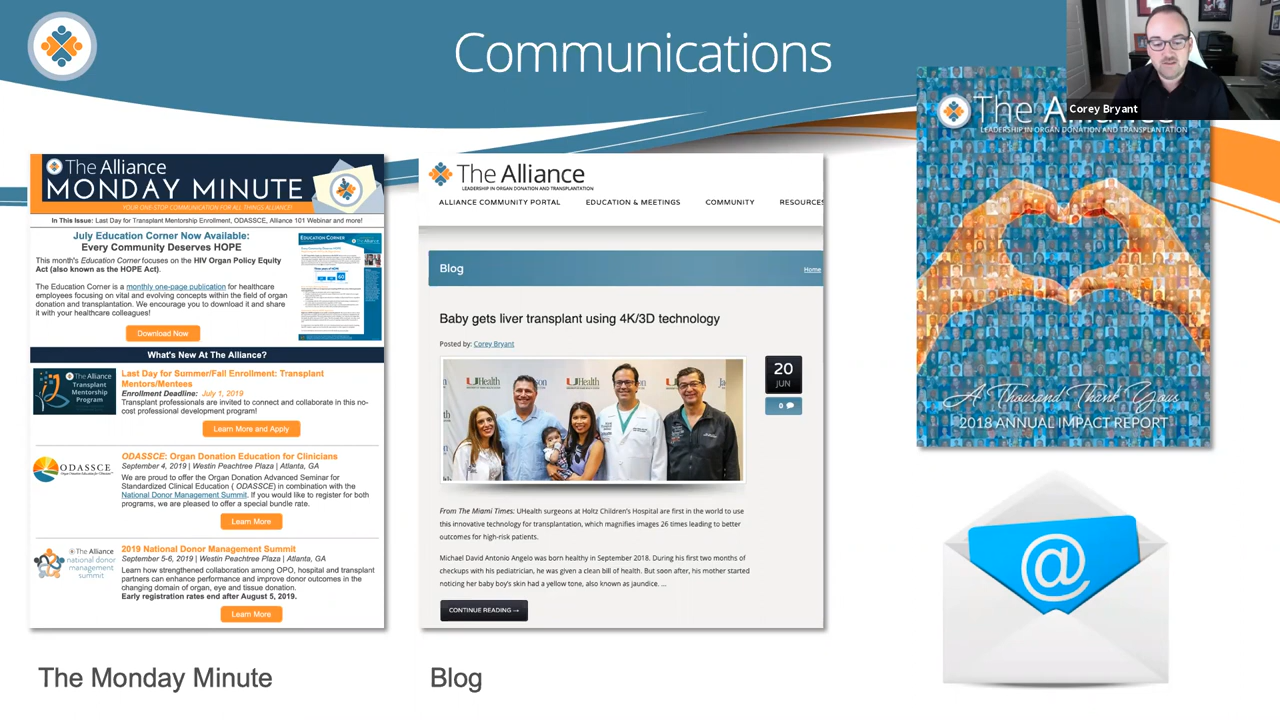 Communications
Corey Bryant
The Alliance
MONDAY MINUTE
YOUR ONE-STOP COMMUNICATION FOR ALL THINGS ALLIANCE!
In This Issue: Last Day for Transplant Mentorship Enrollment, ODASSCE, Alliance 101 Webinar and more!
July Education Corner Now Available:
Every Community Deserves HOPE
This month's Education Corner focuses on the HIV Organ Policy Equity
Act (also known as the HOPE Act).
The Education Corner is a monthly one-page publication for healthcare
employees focusing on vital and evolving concepts within the field of organ
donation and transplantation. We encourage you to download it and share
it with your healthcare colleagues!
Download Now
EDUCATION CORNER
What's New At The Alliance?
The Alliance
Transplant
Mentorship
Program
Last Day for Summer/Fall Enrollment: Transplant
Mentors/Mentees
Enrollment Deadline: July 1, 2019
Transplant professionals are invited to connect and collaborate in this no-
cost professional development program!
Learn More and Apply
ODASSCE
ODASSCE: Organ Donation Education for Clinicians
September 4, 2019 | Westin Peachtree Plaza | Atlanta, GA
We are proud to offer the Organ Donation Advanced Seminar for
Standardized Clinical Education ( ODASSCE) in combination with the
National Donor Management Summit. If you would like to register for both
programs, we are pleased to offer a special bundle rate.
Learn More
The Alliance
national donor
management
summit
2019 National Donor Management Summit
September 5-6, 2019 | Westin Peachtree Plaza | Atlanta, GA
Learn how strengthened collaboration among OPO, hospital and transplant
partners can enhance performance and improve donor outcomes in the
changing domain of organ, eye and tissue donation.
Early registration rates end after August 5, 2019.
Learn More
The Monday Minute
The Alliance
LEADERSHIP IN ORGAN DONATION AND TRANSPLANTATION
ALLIANCE COMMUNITY PORTAL EDUCATION & MEETINGS COMMUNITY RESOURCES
Blog Home
Baby gets liver transplant using 4K/3D technology
Posted by: Corey Bryant
20
JUN
0
UHealth
From The Miami Times: UHealth surgeons at Holtz Children's Hospital are first in the world to use
this innovative technology for transplantation, which magnifies images 26 times leading to better
outcomes for high-risk patients.
Michael David Antonio Angelo was born healthy in September 2018. During his first two months of
checkups with his pediatrician, he was given a clean bill of health. But soon after, his mother started
noticing her baby boy's skin had a yellow tone, also known as jaundice. ...
CONTINUE READING →
Blog
The Alliance
LEADERSHIP IN ORGAN DONATION AND TRANSPLANTATION
A Thousand Thank Yous
2018 ANNUAL IMPACT REPORT
@